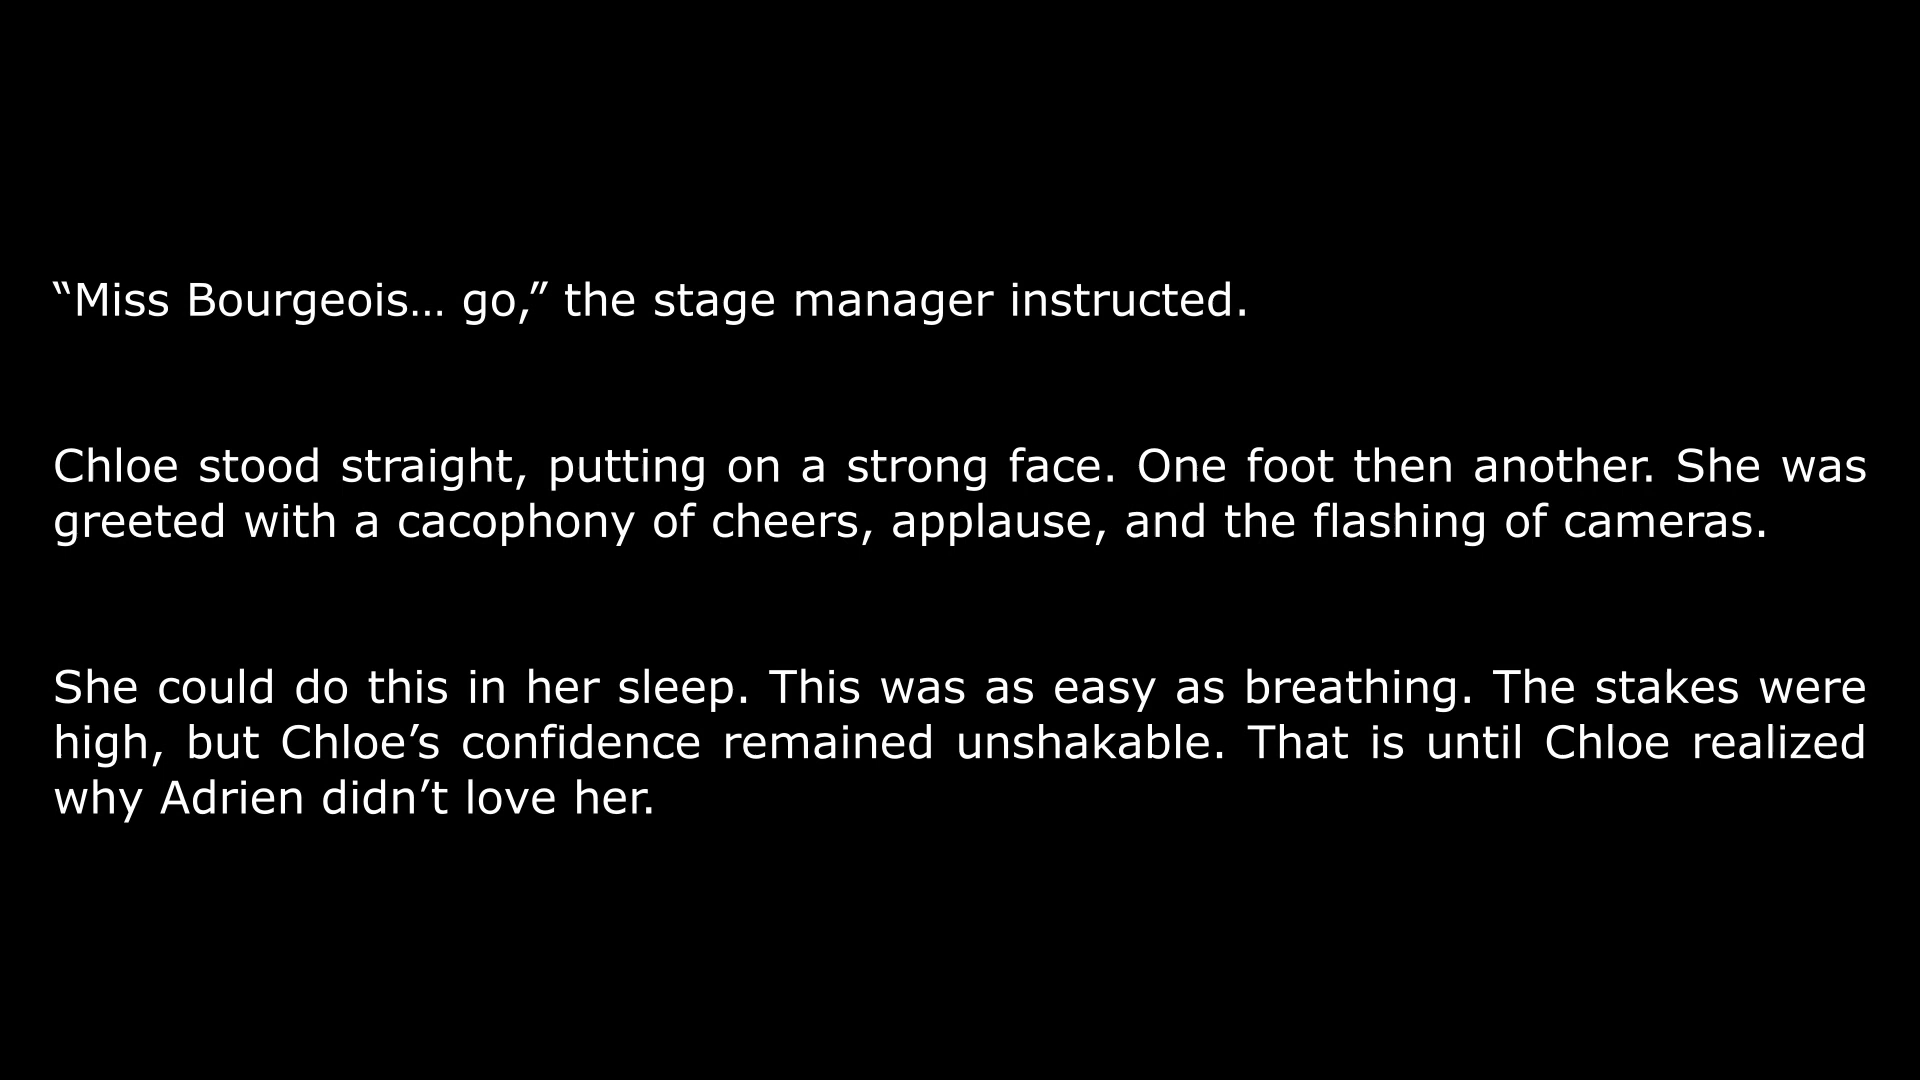 “Miss Bourgeois… go,” the stage manager instructed.
Chloe stood straight, putting on a strong face. One foot then another. She was
greeted with a cacophony of cheers, applause, and the flashing of cameras.
She could do this in her sleep. This was as easy as breathing. The stakes were
high, but Chloe’s confidence remained unshakable. That is until Chloe realized
why Adrien didn’t love her.